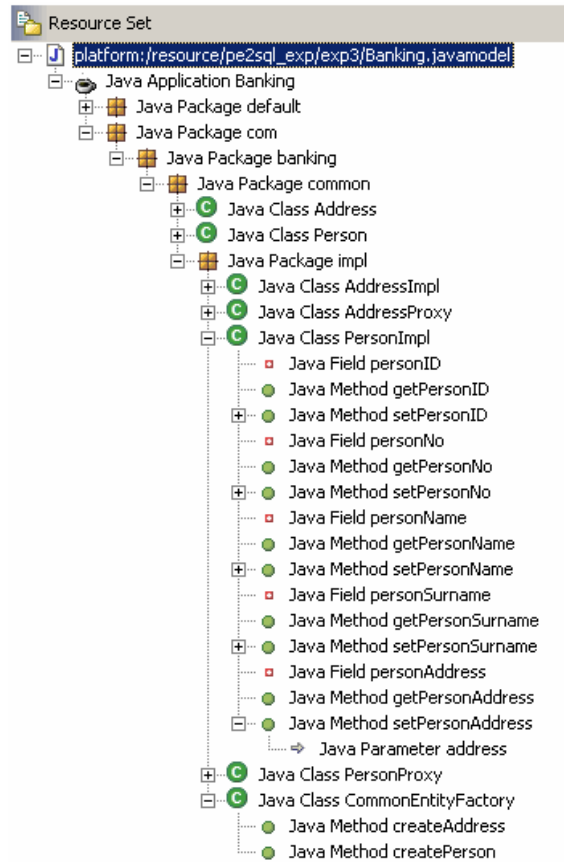 Resource Set
platform:/resource/pe2sql_exp/exp3/Banking.javamodel
Java Application Banking
Java Package default
Java Package com
Java Package banking
Java Package common
Java Class Address
Java Class Person
Java Package impl
Java Class AddressImpl
Java Class AddressProxy
Java Class PersonImpl
Java Field personID
Java Method getPersonID
Java Method setPersonID
Java Field personNo
Java Method getPersonNo
Java Method setPersonNo
Java Field personName
Java Method getPersonName
Java Method setPersonName
Java Field personSurname
Java Method getPersonSurname
Java Method setPersonSurname
Java Field personAddress
Java Method getPersonAddress
Java Method setPersonAddress
Java Parameter address
Java Class PersonProxy
Java Class CommonEntityFactory
Java Method createAddress
Java Method createPerson